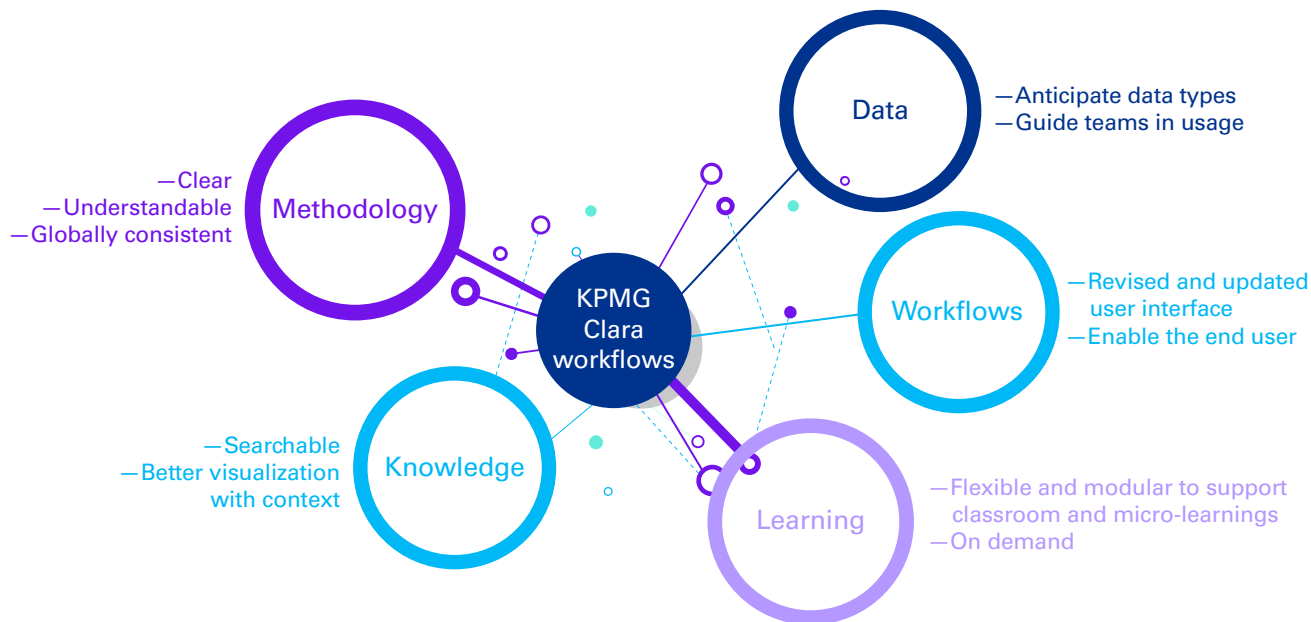 KPMG
Clara
workflows
Methodology
—Clear
—Understandable
—Globally consistent
Data
—Anticipate data types
—Guide teams in usage
Workflows
—Revised and updated
user interface
—Enable the end user
Knowledge
—Searchable
—Better visualization
with context
Learning
—Flexible and modular to support
classroom and micro-learnings
—On demand